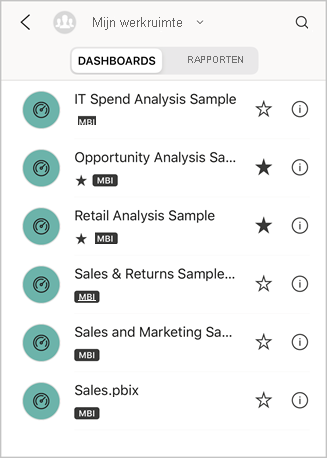 Mijn werkruimte
DASHBOARDS
RAPPORTEN
IT Spend Analysis Sample
MBI
Opportunity Analysis Sa...
MBI
Retail Analysis Sample
MBI
Sales & Returns Sample...
MBI
Sales and Marketing Sa...
MBI
Sales.pbix
MBI